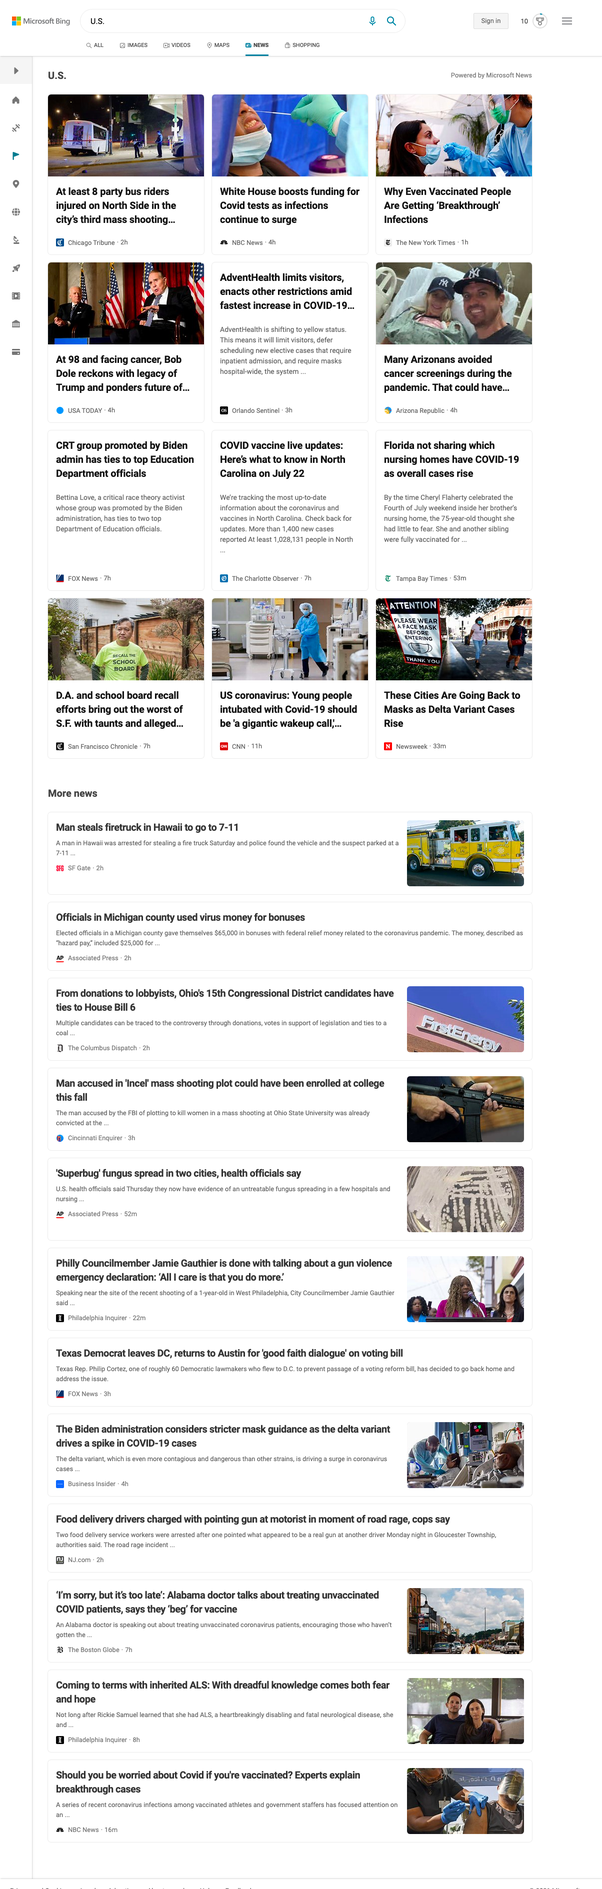 Microsoft Bing
U.S.
Sign in
10
ALL
IMAGES
VIDEOS
MAPS
NEWS
SHOPPING
U.S.
Powered by Microsoft News
At least 8 party bus riders
injured on North Side in the
city's third mass shooting...
Chicago Tribune · 2h
White House boosts funding for
Covid tests as infections
continue to surge
NBC News · 4h
Why Even Vaccinated People
Are Getting ‘Breakthrough’
Infections
The New York Times · 1h
At 98 and facing cancer, Bob
Dole reckons with legacy of
Trump and ponders future of...
USA TODAY · 4h
AdventHealth limits visitors,
enacts other restrictions amid
fastest increase in COVID-19...
AdventHealth is shifting to yellow status.
This means it will limit visitors, defer
scheduling new elective cases that require
inpatient admission, and require masks
hospital-wide, the system ...
Orlando Sentinel · 3h
Many Arizonans avoided
cancer screenings during the
pandemic. That could have...
Arizona Republic · 4h
CRT group promoted by Biden
admin has ties to top Education
Department officials
Bettina Love, a critical race theory activist
whose group was promoted by the Biden
administration, has ties to two top
Department of Education officials.
FOX News · 7h
COVID vaccine live updates:
Here's what to know in North
Carolina on July 22
We're tracking the most up-to-date
information about the coronavirus and
vaccines in North Carolina. Check back for
updates. More than 1,400 new cases
reported At least 1,028,131 people in North
...
The Charlotte Observer · 7h
Florida not sharing which
nursing homes have COVID-19
as overall cases rise
By the time Cheryl Flaherty celebrated the
Fourth of July weekend inside her brother's
nursing home, the 75-year-old thought she
had little to fear. She and another sibling
were fully vaccinated for ...
Tampa Bay Times · 53m
RECALL THE
SCHOOL
BOARD
D.A. and school board recall
efforts bring out the worst of
S.F. with taunts and alleged...
San Francisco Chronicle · 7h
US coronavirus: Young people
intubated with Covid-19 should
be 'a gigantic wakeup call,'...
CNN · 11h
ATTENTION
PLEASE WEAR
A FACE MASK
BEFORE
ENTERING
THANK YOU
These Cities Are Going Back to
Masks as Delta Variant Cases
Rise
Newsweek · 33m
More news
Man steals firetruck in Hawaii to go to 7-11
A man in Hawaii was arrested for stealing a fire truck Saturday and police found the vehicle and the suspect parked at a
7-11 ...
SF Gate · 2h
Officials in Michigan county used virus money for bonuses
Elected officials in a Michigan county gave themselves $65,000 in bonuses with federal relief money related to the coronavirus pandemic. The money, described as
“hazard pay,” included $25,000 for ...
AP Associated Press · 2h
From donations to lobbyists, Ohio's 15th Congressional District candidates have
ties to House Bill 6
Multiple candidates can be traced to the controversy through donations, votes in support of legislation and ties to a
coal ...
The Columbus Dispatch · 2h
FirstEnergy
Man accused in 'Incel' mass shooting plot could have been enrolled at college
this fall
The man accused by the FBI of plotting to kill women in a mass shooting at Ohio State University was already
convicted at the ...
Cincinnati Enquirer · 3h
'Superbug' fungus spread in two cities, health officials say
U.S. health officials said Thursday they now have evidence of an untreatable fungus spreading in a few hospitals and
nursing ...
AP Associated Press · 52m
Philly Councilmember Jamie Gauthier is done with talking about a gun violence
emergency declaration: ‘All I care is that you do more.’
Speaking near the site of the recent shooting of a 1-year-old in West Philadelphia, City Councilmember Jamie Gauthier
said ...
Philadelphia Inquirer · 22m
Texas Democrat leaves DC, returns to Austin for 'good faith dialogue' on voting bill
Texas Rep. Philip Cortez, one of roughly 60 Democratic lawmakers who flew to D.C. to prevent passage of a voting reform bill, has decided to go back home and
address the issue.
FOX News · 3h
The Biden administration considers stricter mask guidance as the delta variant
drives a spike in COVID-19 cases
The delta variant, which is even more contagious and dangerous than other strains, is driving a surge in coronavirus
cases ...
Business Insider · 4h
Food delivery drivers charged with pointing gun at motorist in moment of road rage, cops say
Two food delivery service workers were arrested after one pointed what appeared to be a real gun at another driver Monday night in Gloucester Township,
authorities said. The road rage incident ...
NJ.com · 2h
‘I'm sorry, but it's too late’: Alabama doctor talks about treating unvaccinated
COVID patients, says they ‘beg’ for vaccine
An Alabama doctor is speaking out about treating unvaccinated coronavirus patients, encouraging those who haven't
gotten the ...
The Boston Globe · 7h
Coming to terms with inherited ALS: With dreadful knowledge comes both fear
and hope
Not long after Rickie Samuel learned that she had ALS, a heartbreakingly disabling and fatal neurological disease, she
and ...
Philadelphia Inquirer · 8h
Should you be worried about Covid if you're vaccinated? Experts explain
breakthrough cases
A series of recent coronavirus infections among vaccinated athletes and government staffers has focused attention on
an ...
NBC News · 16m